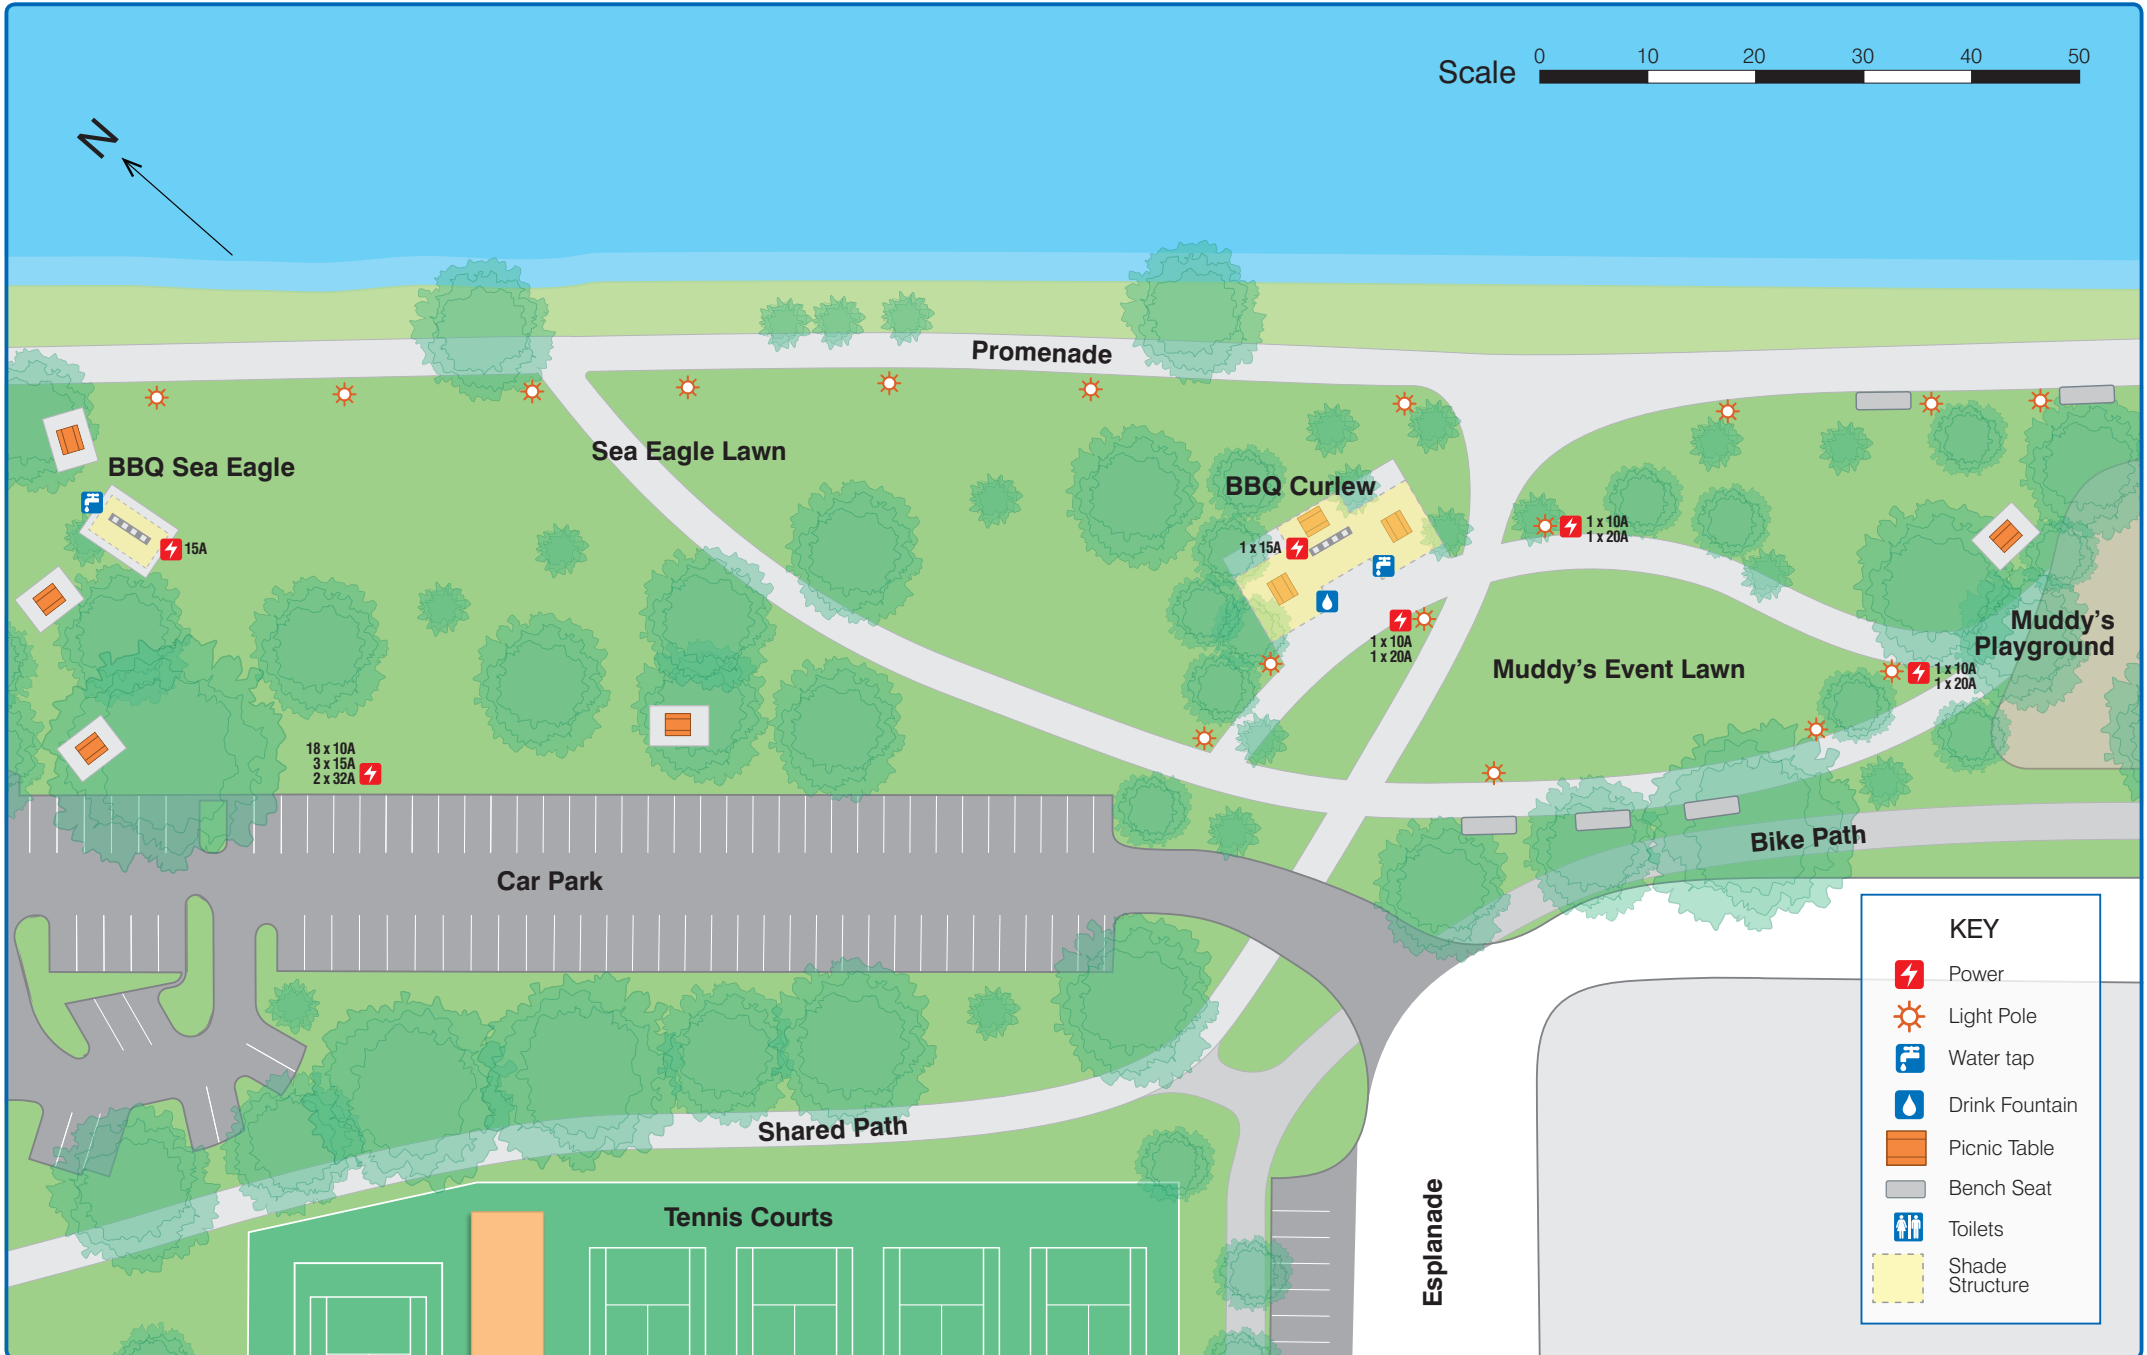 Scale
0 10 20 30 40 50
N
Promenade
Sea Eagle Lawn
BBQ Sea Eagle
15A
BBQ Curlew
1 x 15A
1 x 10A
1 x 20A
1 x 10A
1 x 20A
Muddy's Event Lawn
Muddy's
Playground
1 x 10A
1 x 20A
18 x 10A
3 x 15A
2 x 32A
Car Park
Bike Path
Shared Path
Tennis Courts
Esplanade
KEY
Power
Light Pole
Water tap
Drink Fountain
Picnic Table
Bench Seat
Toilets
Shade
Structure